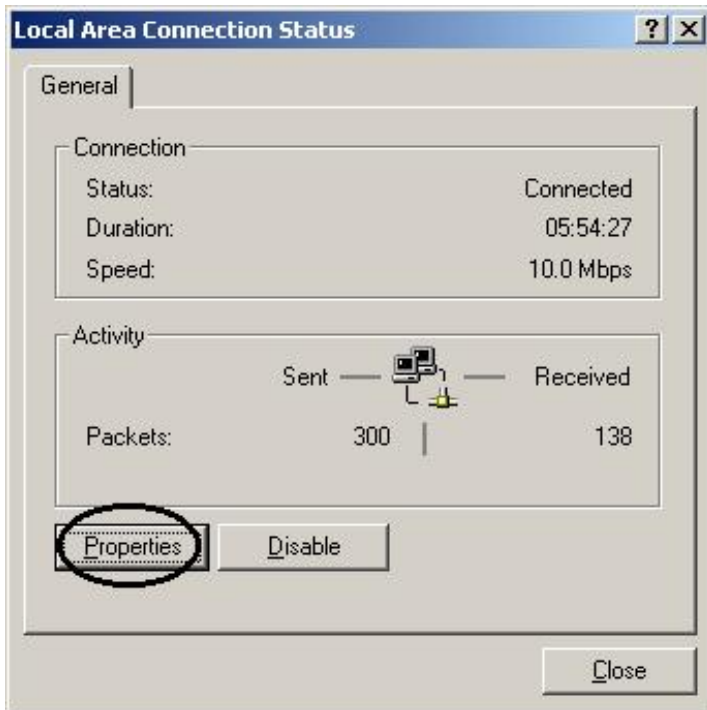 Local Area Connection Status
General
Connection
Status: Connected
Duration: 05:54:27
Speed: 10.0 Mbps
Activity
Sent Received
Packets: 300 138
Properties Disable
Close